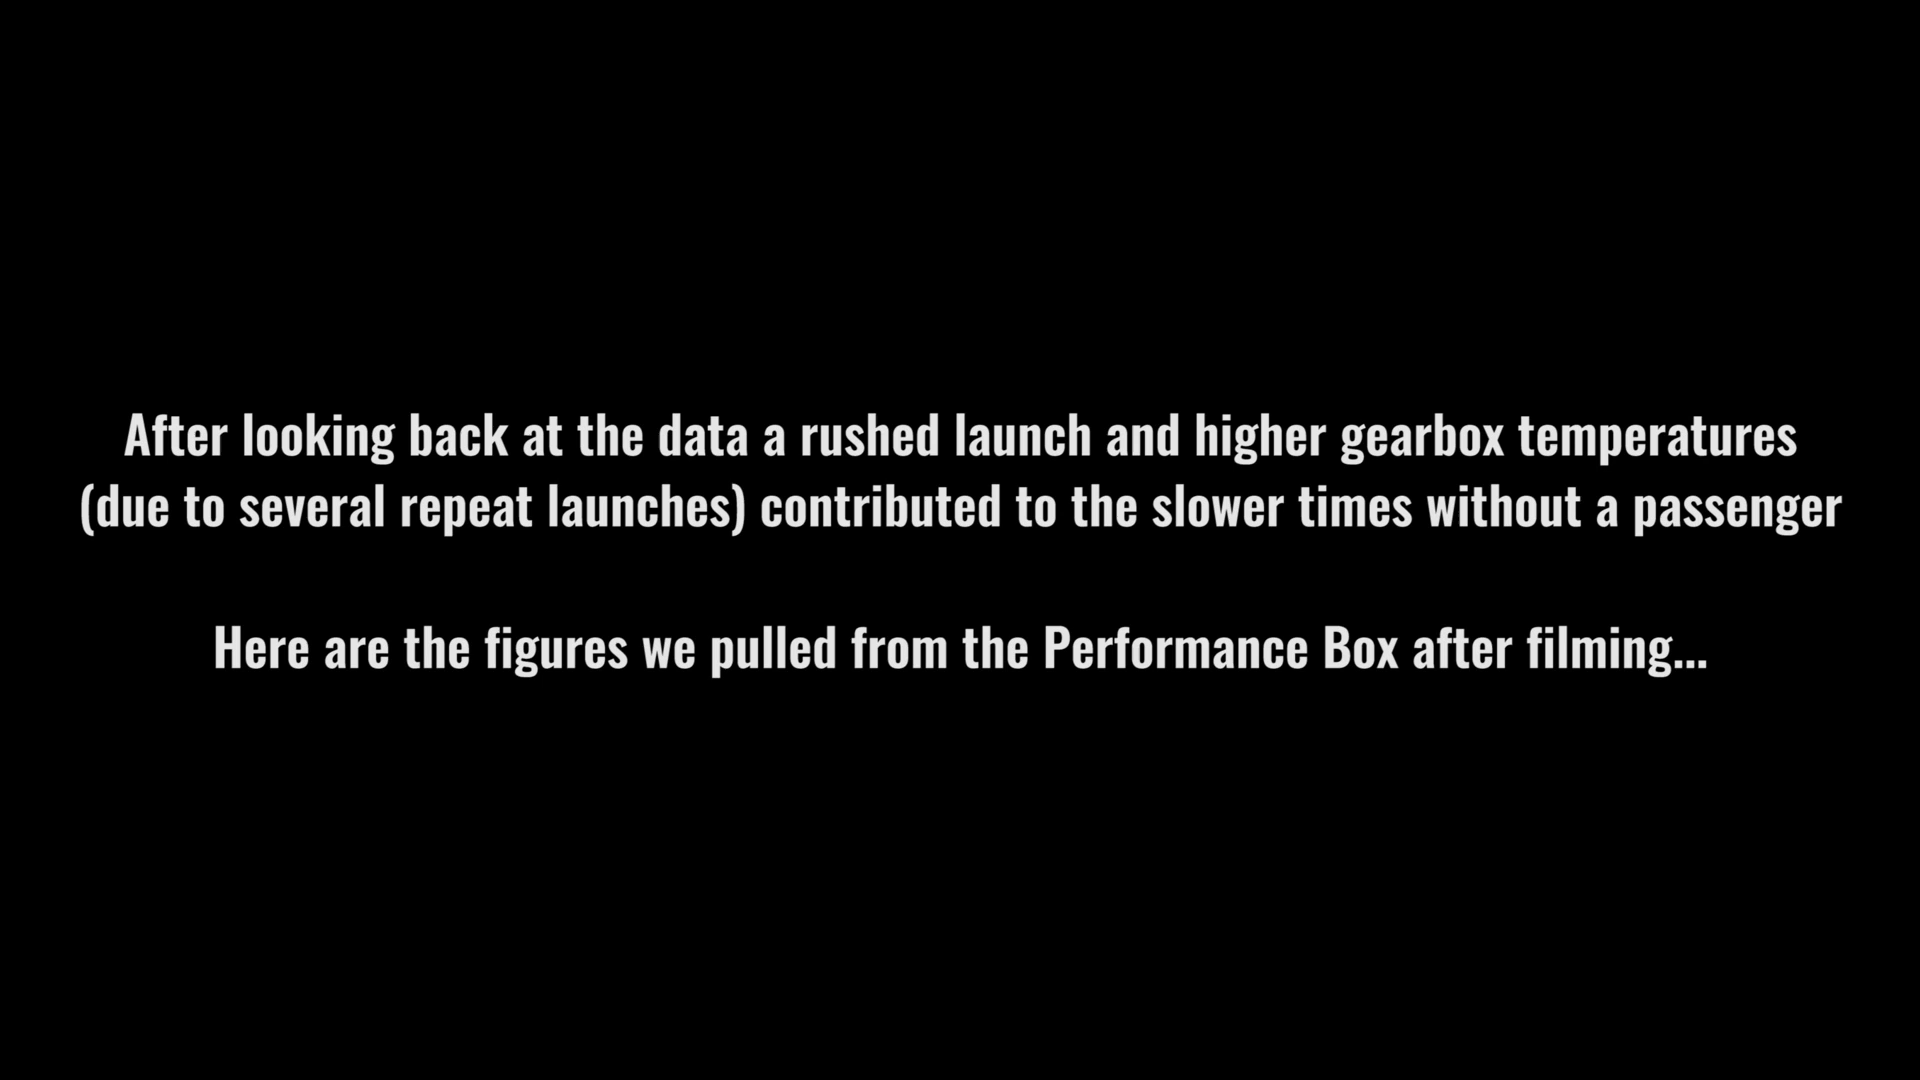 After looking back at the data a rushed launch and higher gearbox temperatures
(due to several repeat launches) contributed to the slower times without a passenger
Here are the figures we pulled from the Performance Box after filming...